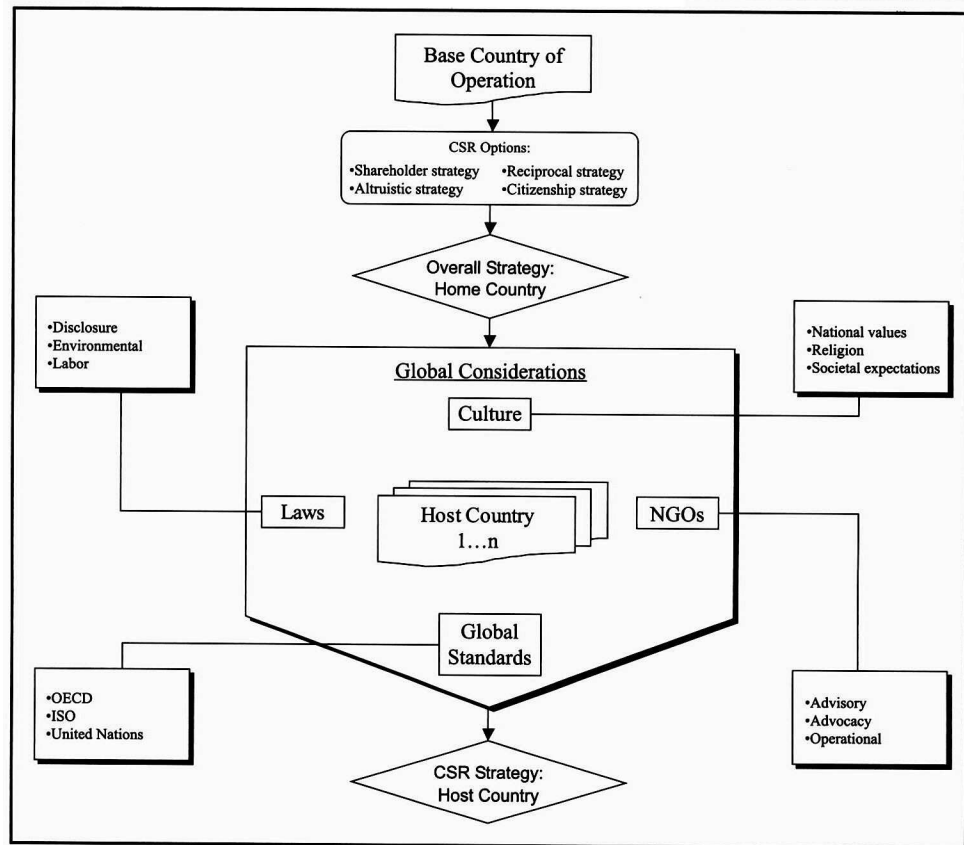 Base Country of
Operation
CSR Options:
•Shareholder strategy •Reciprocal strategy
•Altruistic strategy •Citizenship strategy
Overall Strategy:
Home Country
•Disclosure
•Environmental
•Labor
•National values
•Religion
•Societal expectations
Global Considerations
Culture
Laws
Host Country
1...n
NGOs
Global
Standards
•OECD
•ISO
•United Nations
•Advisory
•Advocacy
•Operational
CSR Strategy:
Host Country